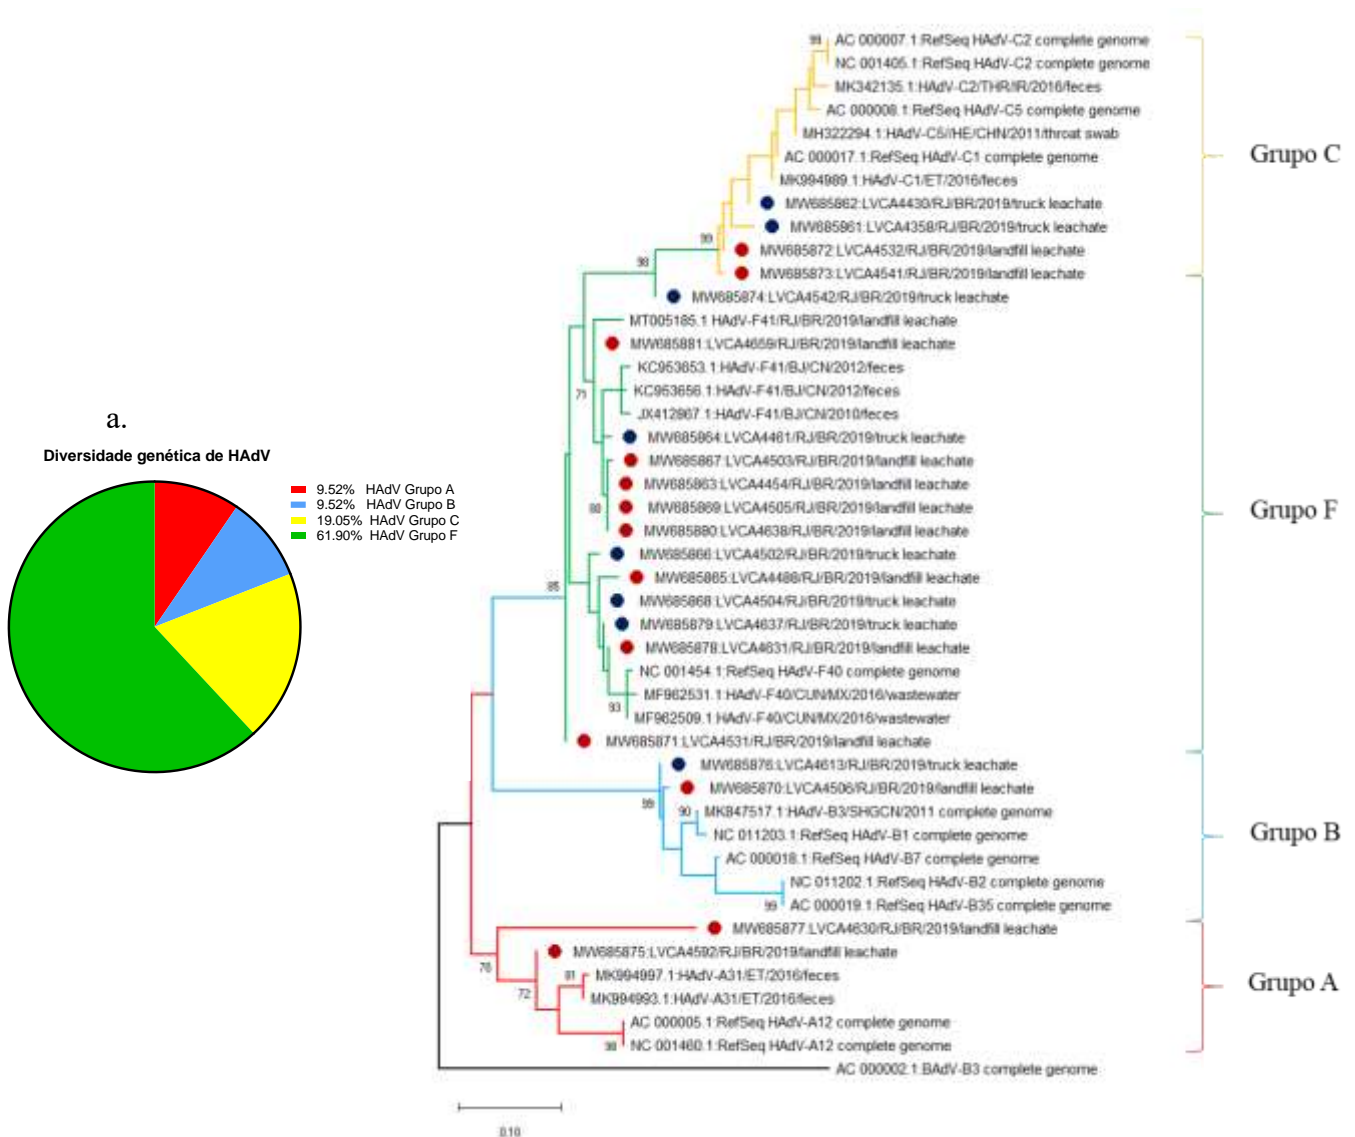 a.
Diversidade genética de HAdV
9.52% HAdV Grupo A
9.52% HAdV Grupo B
19.05% HAdV Grupo C
61.90% HAdV Grupo F
99
AC 000007.1:RefSeq HAdV-C2 complete genome
NC 001405.1:RefSeq HAdV-C2 complete genome
MK342135.1:HAdV-C2/THR/IR/2016/feces
AC 000008.1:RefSeq HAdV-C5 complete genome
MH322294.1:HAdV-C5//HE/CHN/2011/throat swab
AC 000017.1:RefSeq HAdV-C1 complete genome
MK994989.1:HAdV-C1/ET/2016/feces
MW685862:LVCA4430/RJ/BR/2019/truck leachate
MW685861:LVCA4358/RJ/BR/2019/truck leachate
99
MW685872:LVCA4532/RJ/BR/2019/landfill leachate
98
MW685873:LVCA4541/RJ/BR/2019/landfill leachate
MW685874:LVCA4542/RJ/BR/2019/truck leachate
MT005185.1 HAdV-F41/RJ/BR/2019/landfill leachate
MW685881:LVCA4659/RJ/BR/2019/landfill leachate
KC953653.1:HAdV-F41/BJ/CN/2012/feces
71
KC953656.1:HAdV-F41/BJ/CN/2012/feces
JX412867.1:HAdV-F41/BJ/CN/2010/feces
MW685864:LVCA4461/RJ/BR/2019/truck leachate
MW685867:LVCA4503/RJ/BR/2019/landfill leachate
MW685863:LVCA4454/RJ/BR/2019/landfill leachate
MW685869:LVCA4505/RJ/BR/2019/landfill leachate
MW685880:LVCA4638/RJ/BR/2019/landfill leachate
MW685866:LVCA4502/RJ/BR/2019/truck leachate
85
MW685865:LVCA4488/RJ/BR/2019/landfill leachate
MW685868:LVCA4504/RJ/BR/2019/truck leachate
MW685879:LVCA4637/RJ/BR/2019/truck leachate
MW685878:LVCA4631/RJ/BR/2019/landfill leachate
NC 001454.1:RefSeq HAdV-F40 complete genome
MF962531.1:HAdV-F40/CUN/MX/2016/wastewater
93
MF962509.1:HAdV-F40/CUN/MX/2016/wastewater
MW685871:LVCA4531/RJ/BR/2019/landfill leachate
MW685876:LVCA4613/RJ/BR/2019/truck leachate
MW685870:LVCA4506/RJ/BR/2019/landfill leachate
99
90
MK847517.1:HAdV-B3/SHGCN/2011 complete genome
NC 011203.1:RefSeq HAdV-B1 complete genome
AC 000018.1:RefSeq HAdV-B7 complete genome
NC 011202.1:RefSeq HAdV-B2 complete genome
99
AC 000019.1:RefSeq HAdV-B35 complete genome
MW685877:LVCA4630/RJ/BR/2019/landfill leachate
MW685875:LVCA4592/RJ/BR/2019/landfill leachate
78
81
MK994997.1:HAdV-A31/ET/2016/feces
72
MK994993.1:HAdV-A31/ET/2016/feces
AC 000005.1:RefSeq HAdV-A12 complete genome
98
NC 001460.1:RefSeq HAdV-A12 complete genome
AC 000002.1:BAdV-B3 complete genome
0.10
Grupo C
Grupo F
Grupo B
Grupo A